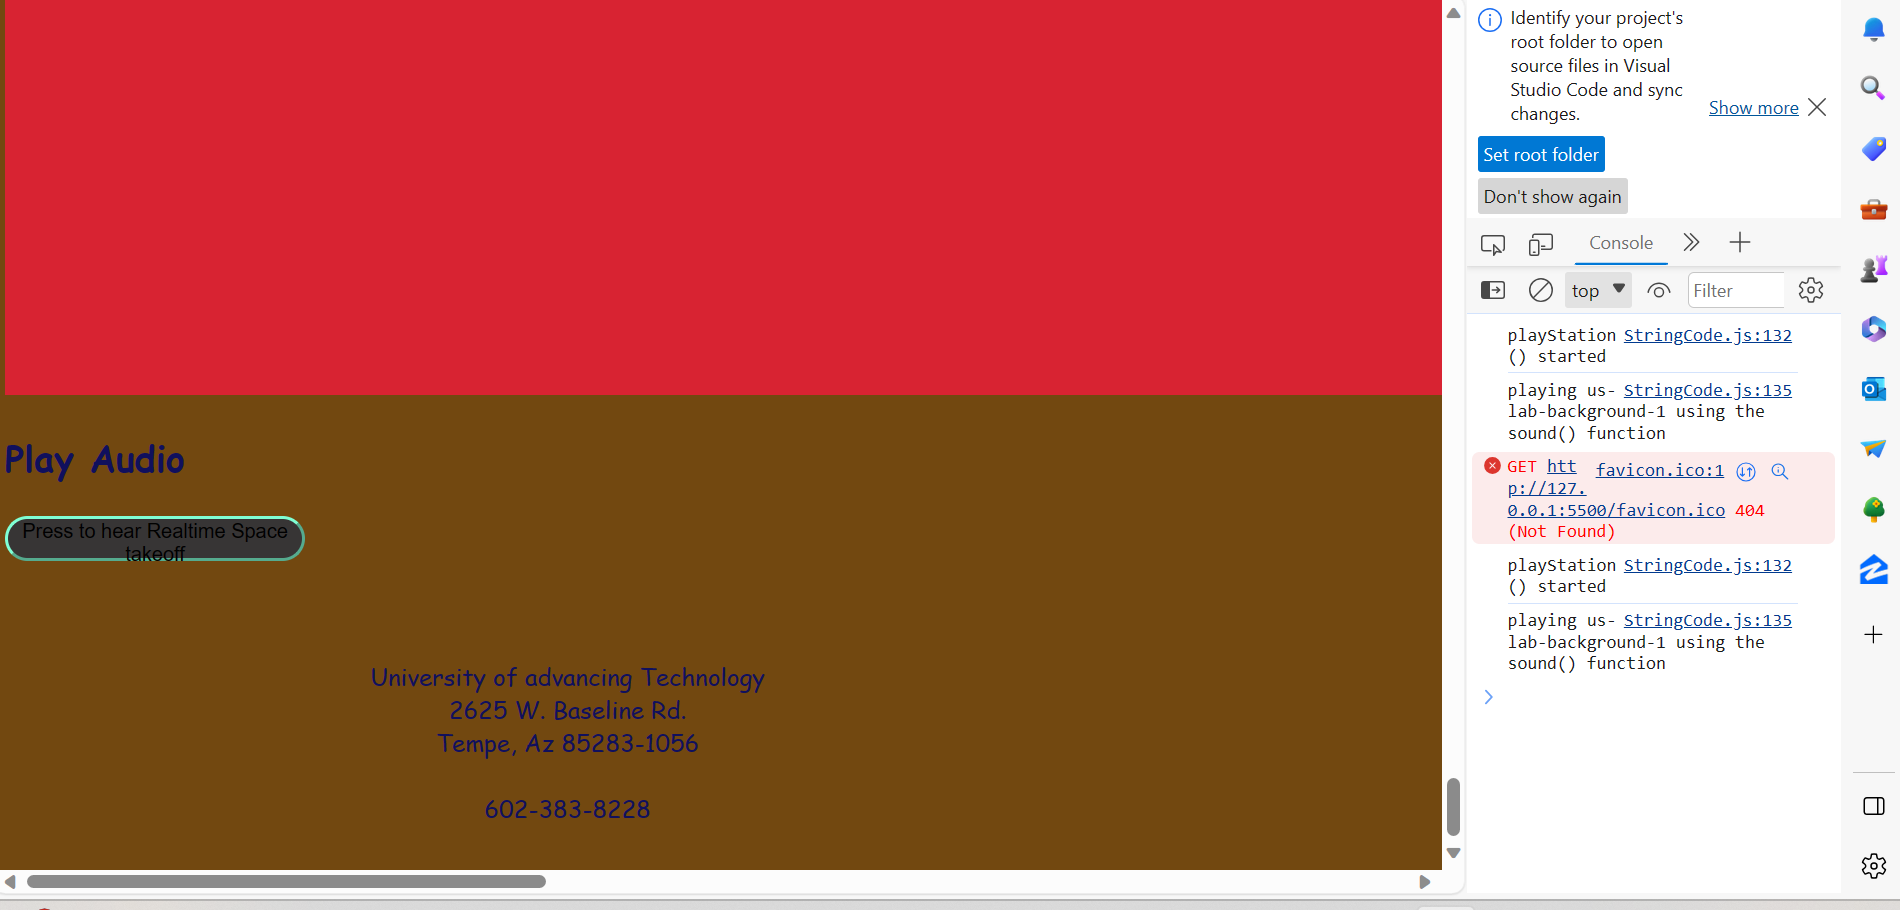 Play Audio
Press to hear Realtime Space
takeoff
University of advancing Technology
2625 W. Baseline Rd.
Tempe, Az 85283-1056
602-383-8228
Identify your project's
root folder to open
source files in Visual
Studio Code and sync
changes.
Show more
Set root folder
Don't show again
Console
top
Filter
playStation StringCode.js:132
() started
playing us- StringCode.js:135
lab-background-1 using the
sound() function
GET htt favicon.ico:1
p://127.
0.0.1:5500/favicon.ico 404
(Not Found)
playStation StringCode.js:132
() started
playing us- StringCode.js:135
lab-background-1 using the
sound() function